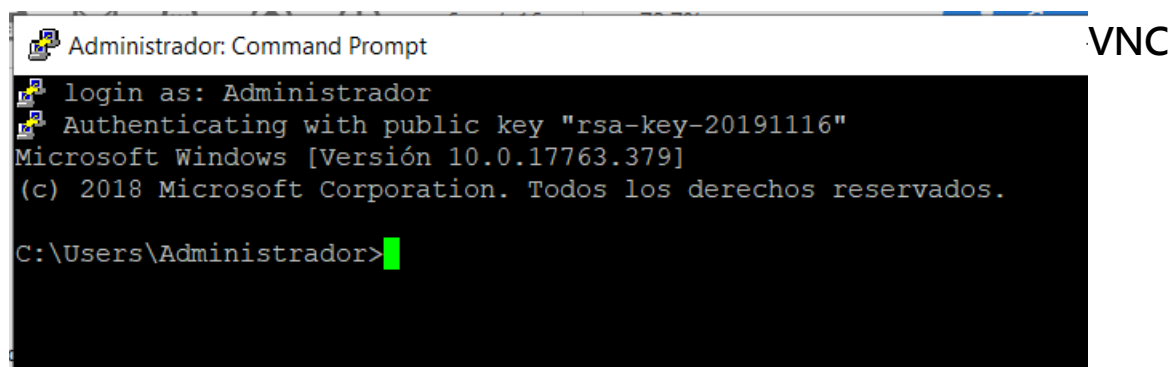 Administrador: Command Prompt
VNC
login as: Administrador
Authenticating with public key "rsa-key-20191116"
Microsoft Windows [Versión 10.0.17763.379]
(c) 2018 Microsoft Corporation. Todos los derechos reservados.
C:\Users\Administrador>